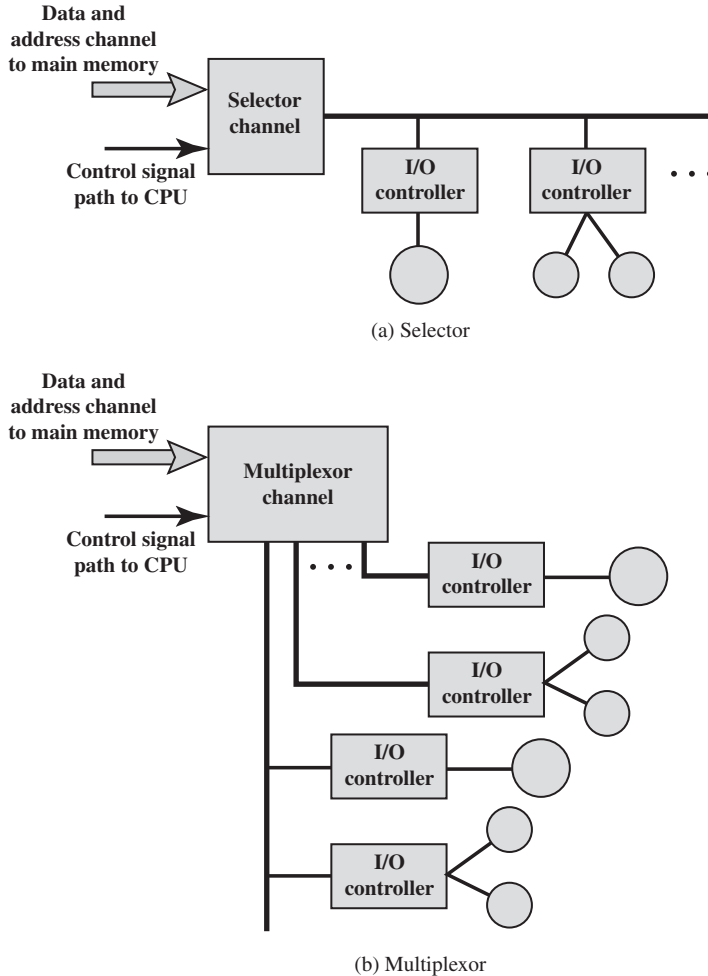 Data and
address channel
to main memory
Selector
channel
Control signal
path to CPU
I/O
controller
I/O
controller
• • •
(a) Selector
Data and
address channel
to main memory
Multiplexor
channel
Control signal
path to CPU
• • •
I/O
controller
I/O
controller
I/O
controller
I/O
controller
(b) Multiplexor